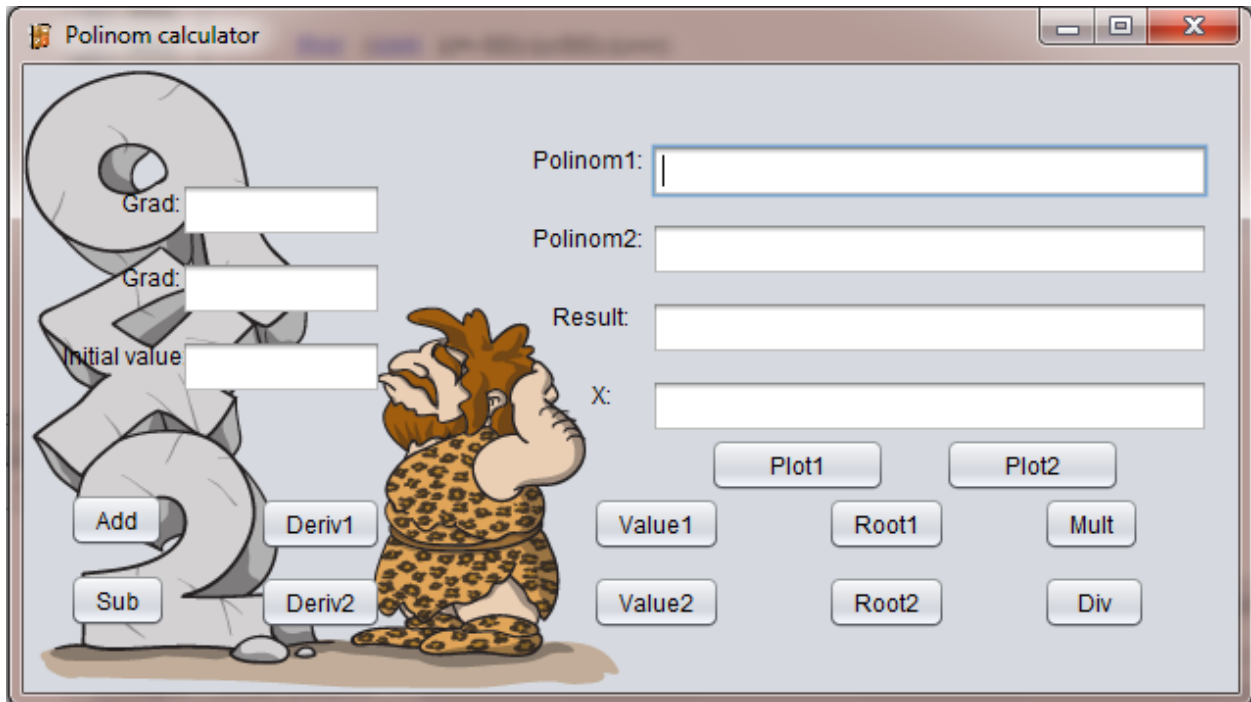 Polinom calculator
Polinom1:
Grad:
Polinom2:
Grad:
Result:
Initial value
X:
Plot1 Plot2
Add Deriv1 Value1 Root1 Mult
Sub Deriv2 Value2 Root2 Div